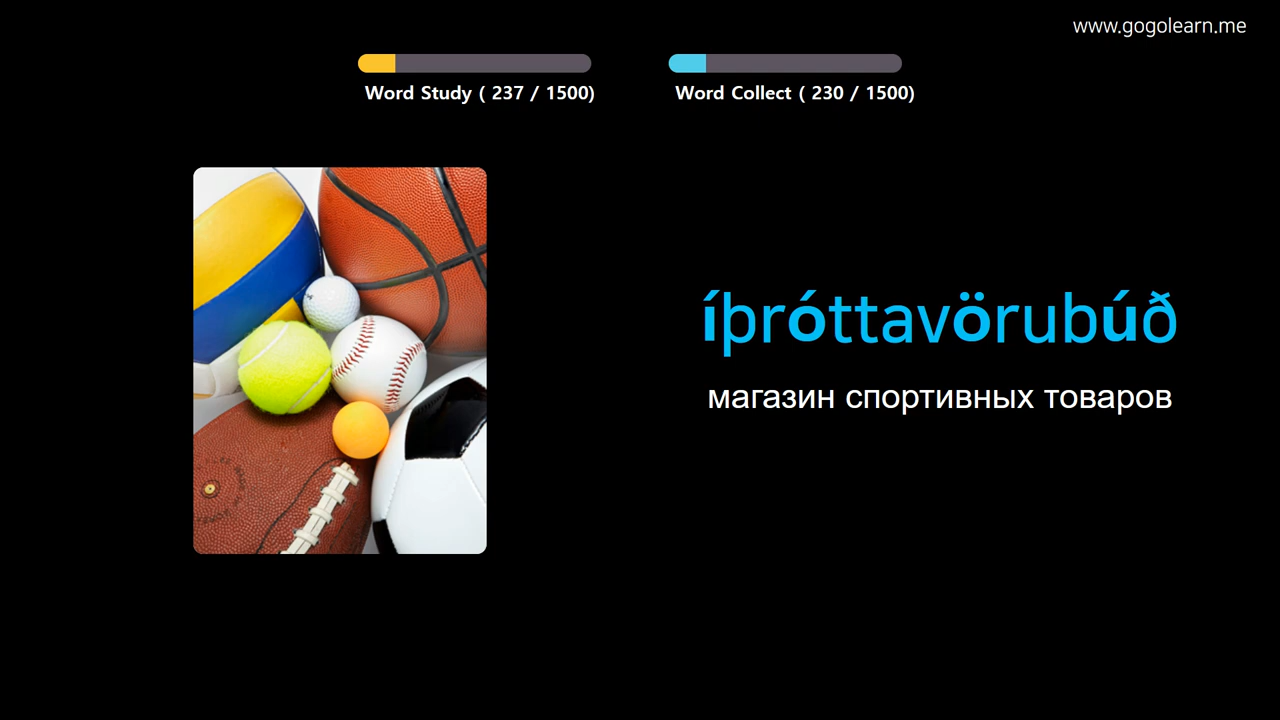 www.gogolearn.me
Word Study ( 237 / 1500)
Word Collect ( 230 / 1500)
íþróttavörubúð
магазин спортивных товаров